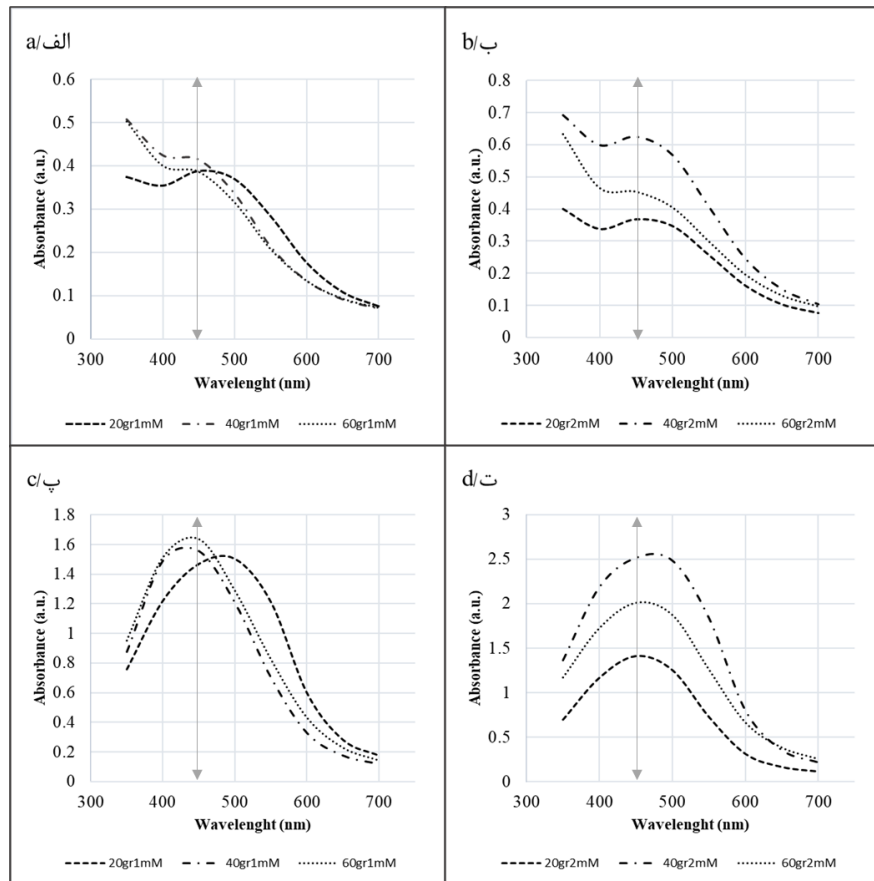 a/الف
0.6
0.5
0.4
0.3
0.2
0.1
0
Absorbance (a.u.)
300 400 500 600 700
Wavelenght (nm)
20gr1mM 40gr1mM 60gr1mM
b/ب
0.8
0.7
0.6
0.5
0.4
0.3
0.2
0.1
0
Absorbance (a.u.)
300 400 500 600 700
Wavelenght (nm)
20gr2mM 40gr2mM 60gr2mM
c/پ
1.8
1.6
1.4
1.2
1
0.8
0.6
0.4
0.2
0
Absorbance (a.u.)
300 400 500 600 700
Wavelenght (nm)
20gr1mM 40gr1mM 60gr1mM
d/ت
3
2.5
2
1.5
1
0.5
0
Absorbance (a.u.)
300 400 500 600 700
Wavelenght (nm)
20gr2mM 40gr2mM 60gr2mM